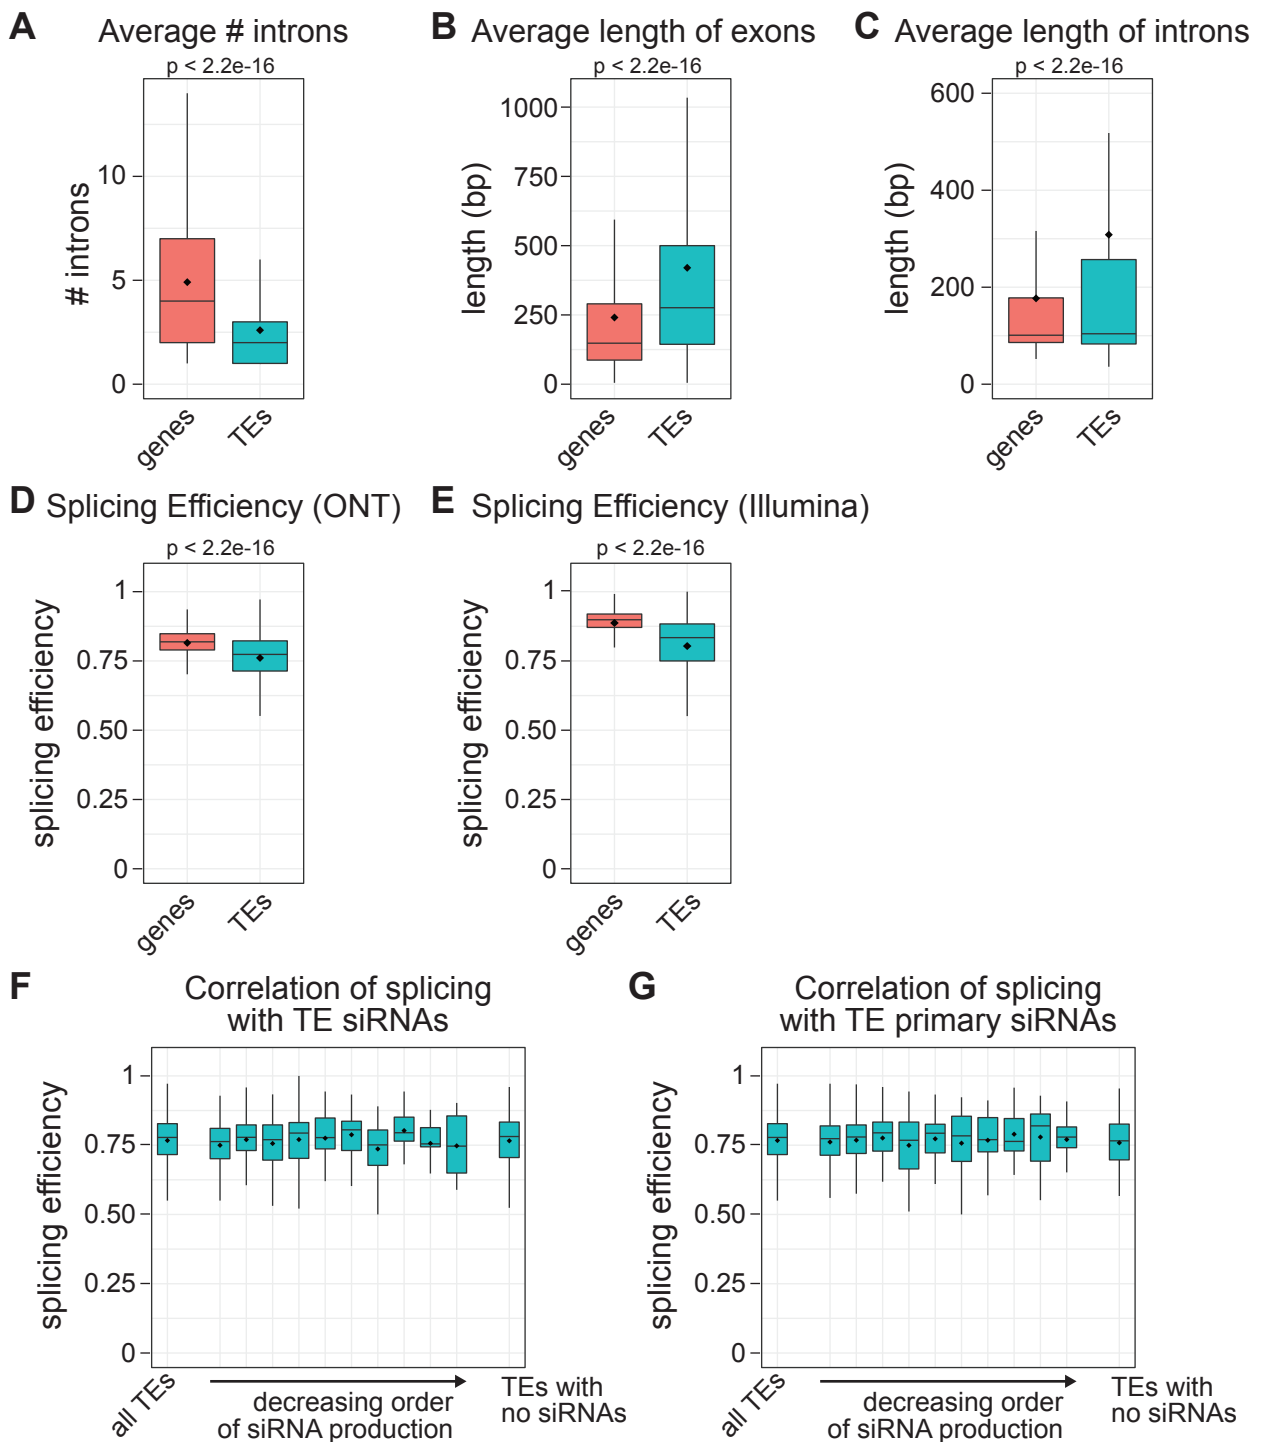 A Average # introns
p < 2.2e-16
# introns
10
5
0
genes
TEs
B Average length of exons
p < 2.2e-16
length (bp)
1000
750
500
250
0
genes
TEs
C Average length of introns
p < 2.2e-16
length (bp)
600
400
200
0
genes
TEs
D Splicing Efficiency (ONT)
p < 2.2e-16
splicing efficiency
1
0.75
0.50
0.25
0
genes
TEs
E Splicing Efficiency (Illumina)
p < 2.2e-16
splicing efficiency
1
0.75
0.50
0.25
0
genes
TEs
F Correlation of splicing
with TE siRNAs
splicing efficiency
1
0.75
0.50
0.25
0
all TEs
decreasing order
of siRNA production
TEs with
no siRNAs
G Correlation of splicing
with TE primary siRNAs
splicing efficiency
1
0.75
0.50
0.25
0
all TEs
decreasing order
of siRNA production
TEs with
no siRNAs